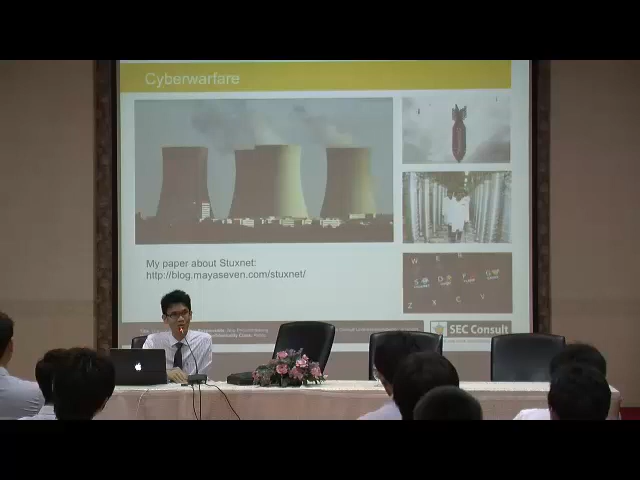 Cyberwarfare
My paper about Stuxnet:
http://blog.mayaseven.com/stuxnet/
W E R
S D F G
Z X C V
SEC Consult